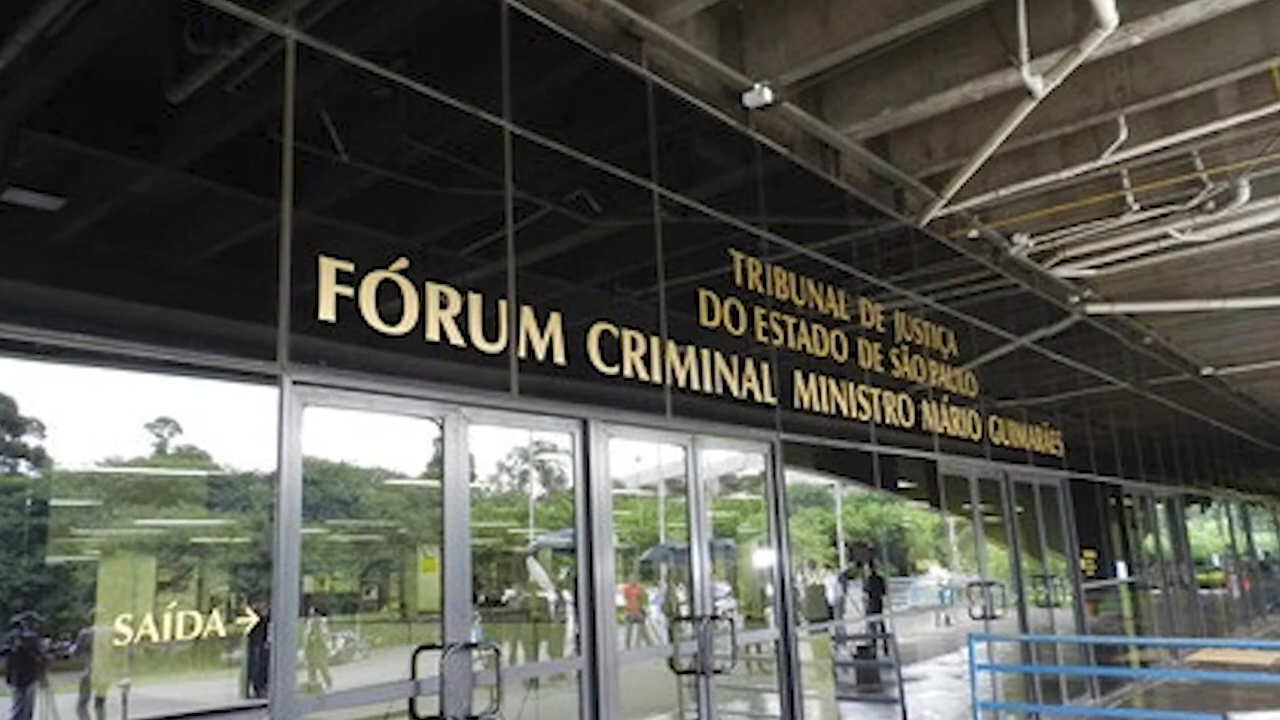 TRIBUNAL DE JUSTIÇA
DO ESTADO DE SÃO PAULO
FÓRUM CRIMINAL MINISTRO MÁRIO GUIMARÃES
SAÍDA→